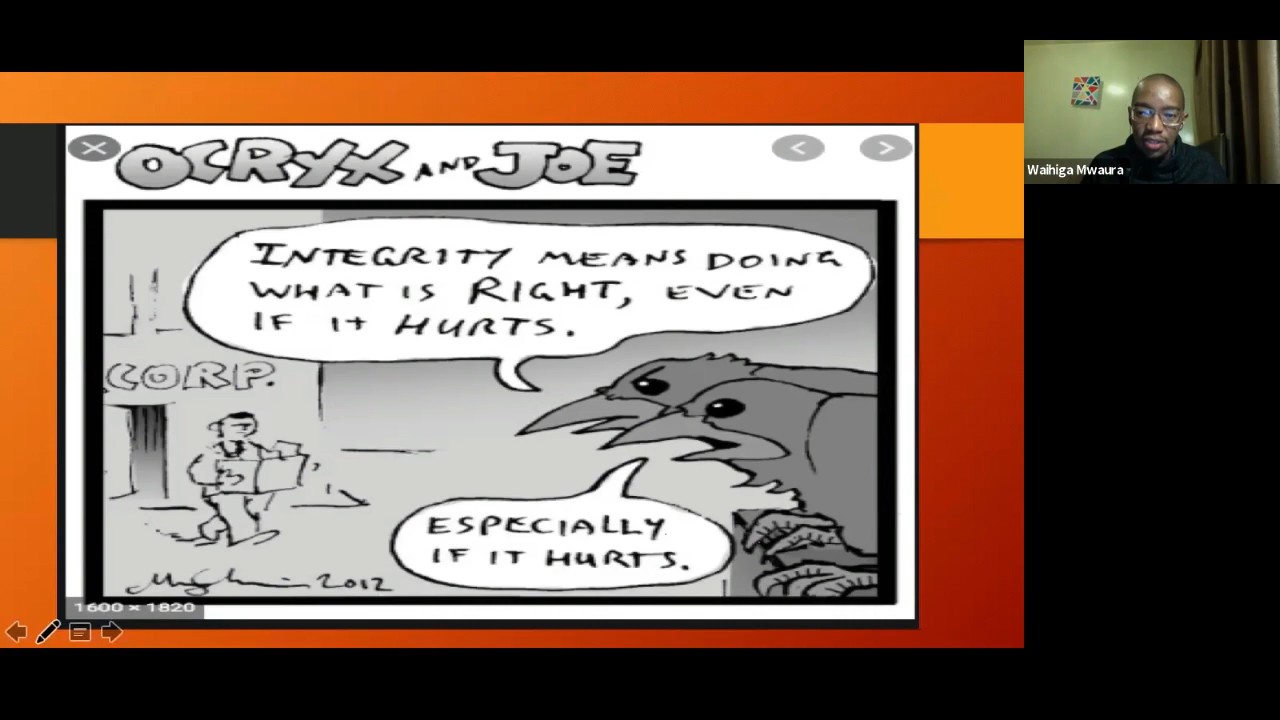 OCRYX AND JOE
Waihiga Mwaura
INTEGRITY MEANS DOING
WHAT IS RIGHT, EVEN
IF IT HURTS.
CORP.
ESPECIALLY
IF IT HURTS.
2012
1600 × 1820